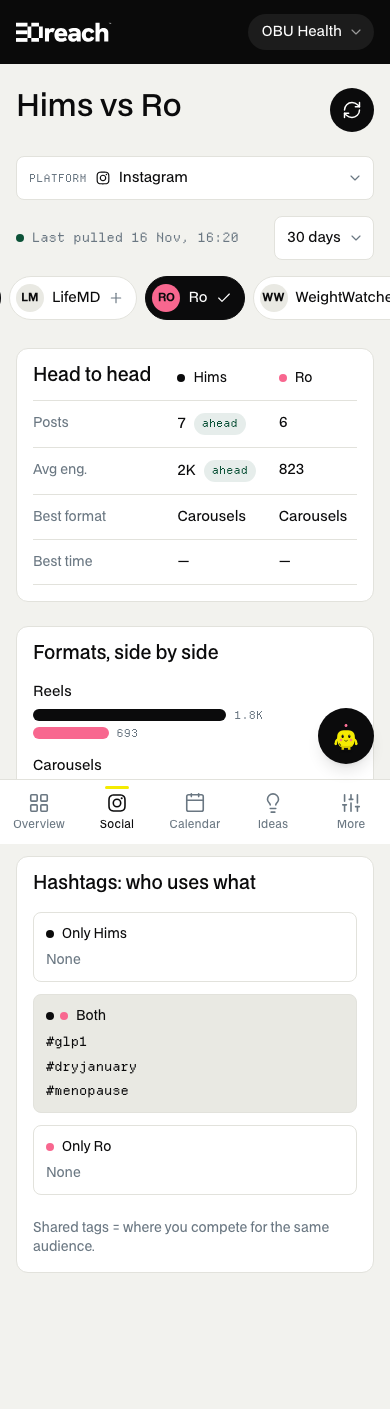 reach
OBU Health
Hims vs Ro
PLATFORM Instagram
Last pulled 16 Nov, 16:20
30 days
LM LifeMD
RO Ro
WW WeightWatche
Head to head Hims Ro
Posts 7 ahead 6
Avg eng. 2K ahead 823
Best format Carousels Carousels
Best time — —
Formats, side by side
Reels
1.8K
693
Carousels
Overview Social Calendar Ideas More
Hashtags: who uses what
Only Hims
None
Both
#glp1
#dryjanuary
#menopause
Only Ro
None
Shared tags = where you compete for the same
audience.